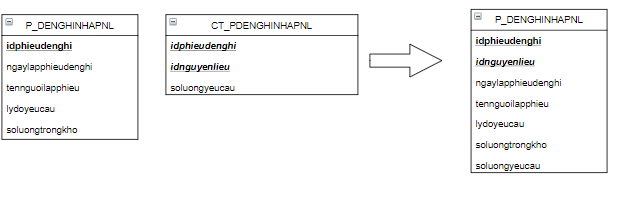 P_DENGHINHAPNL
idphieudenghi
ngaylapphieudenghi
tennguoilapphieu
lydoyeucau
soluongtrongkho
CT_PDENGHINHAPNL
idphieudenghi
idnguyenlieu
soluongyeucau
P_DENGHINHAPNL
idphieudenghi
idnguyenlieu
ngaylapphieudenghi
tennguoilapphieu
lydoyeucau
soluongtrongkho
soluongyeucau